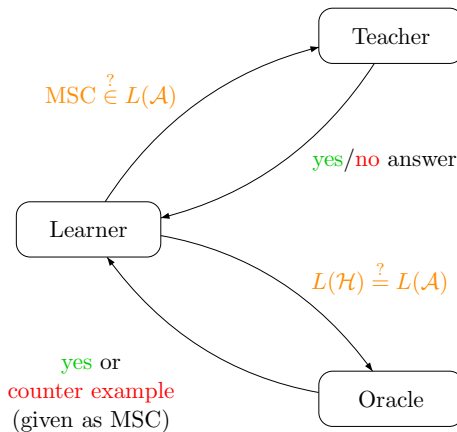 Teacher
MSC ?∈ L(𝒜)
yes/no answer
Learner
L(ℋ) ?= L(𝒜)
yes or
counter example
(given as MSC)
Oracle